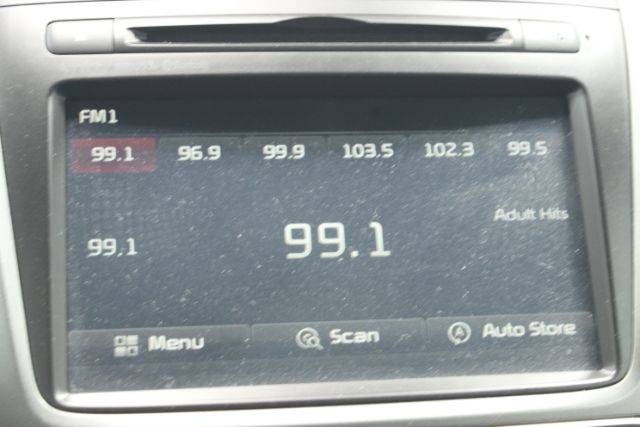 FM1
99.1 96.9 99.9 103.5 102.3 99.5
Adult Hits
99.1 99.1
Menu Scan Auto Store